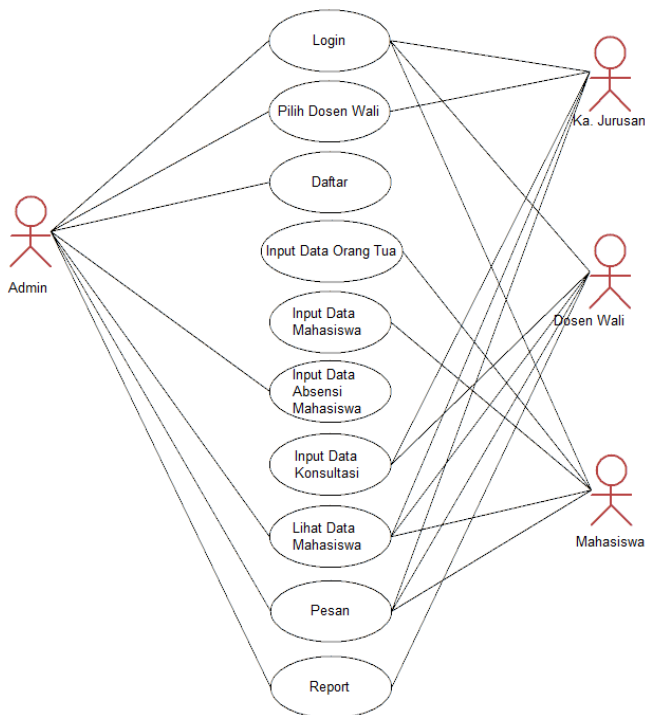 Login
Pilih Dosen Wali
Daftar
Input Data Orang Tua
Input Data
Mahasiswa
Input Data
Absensi
Mahasiswa
Input Data
Konsultasi
Lihat Data
Mahasiswa
Pesan
Report
Admin
Ka. Jurusan
Dosen Wali
Mahasiswa